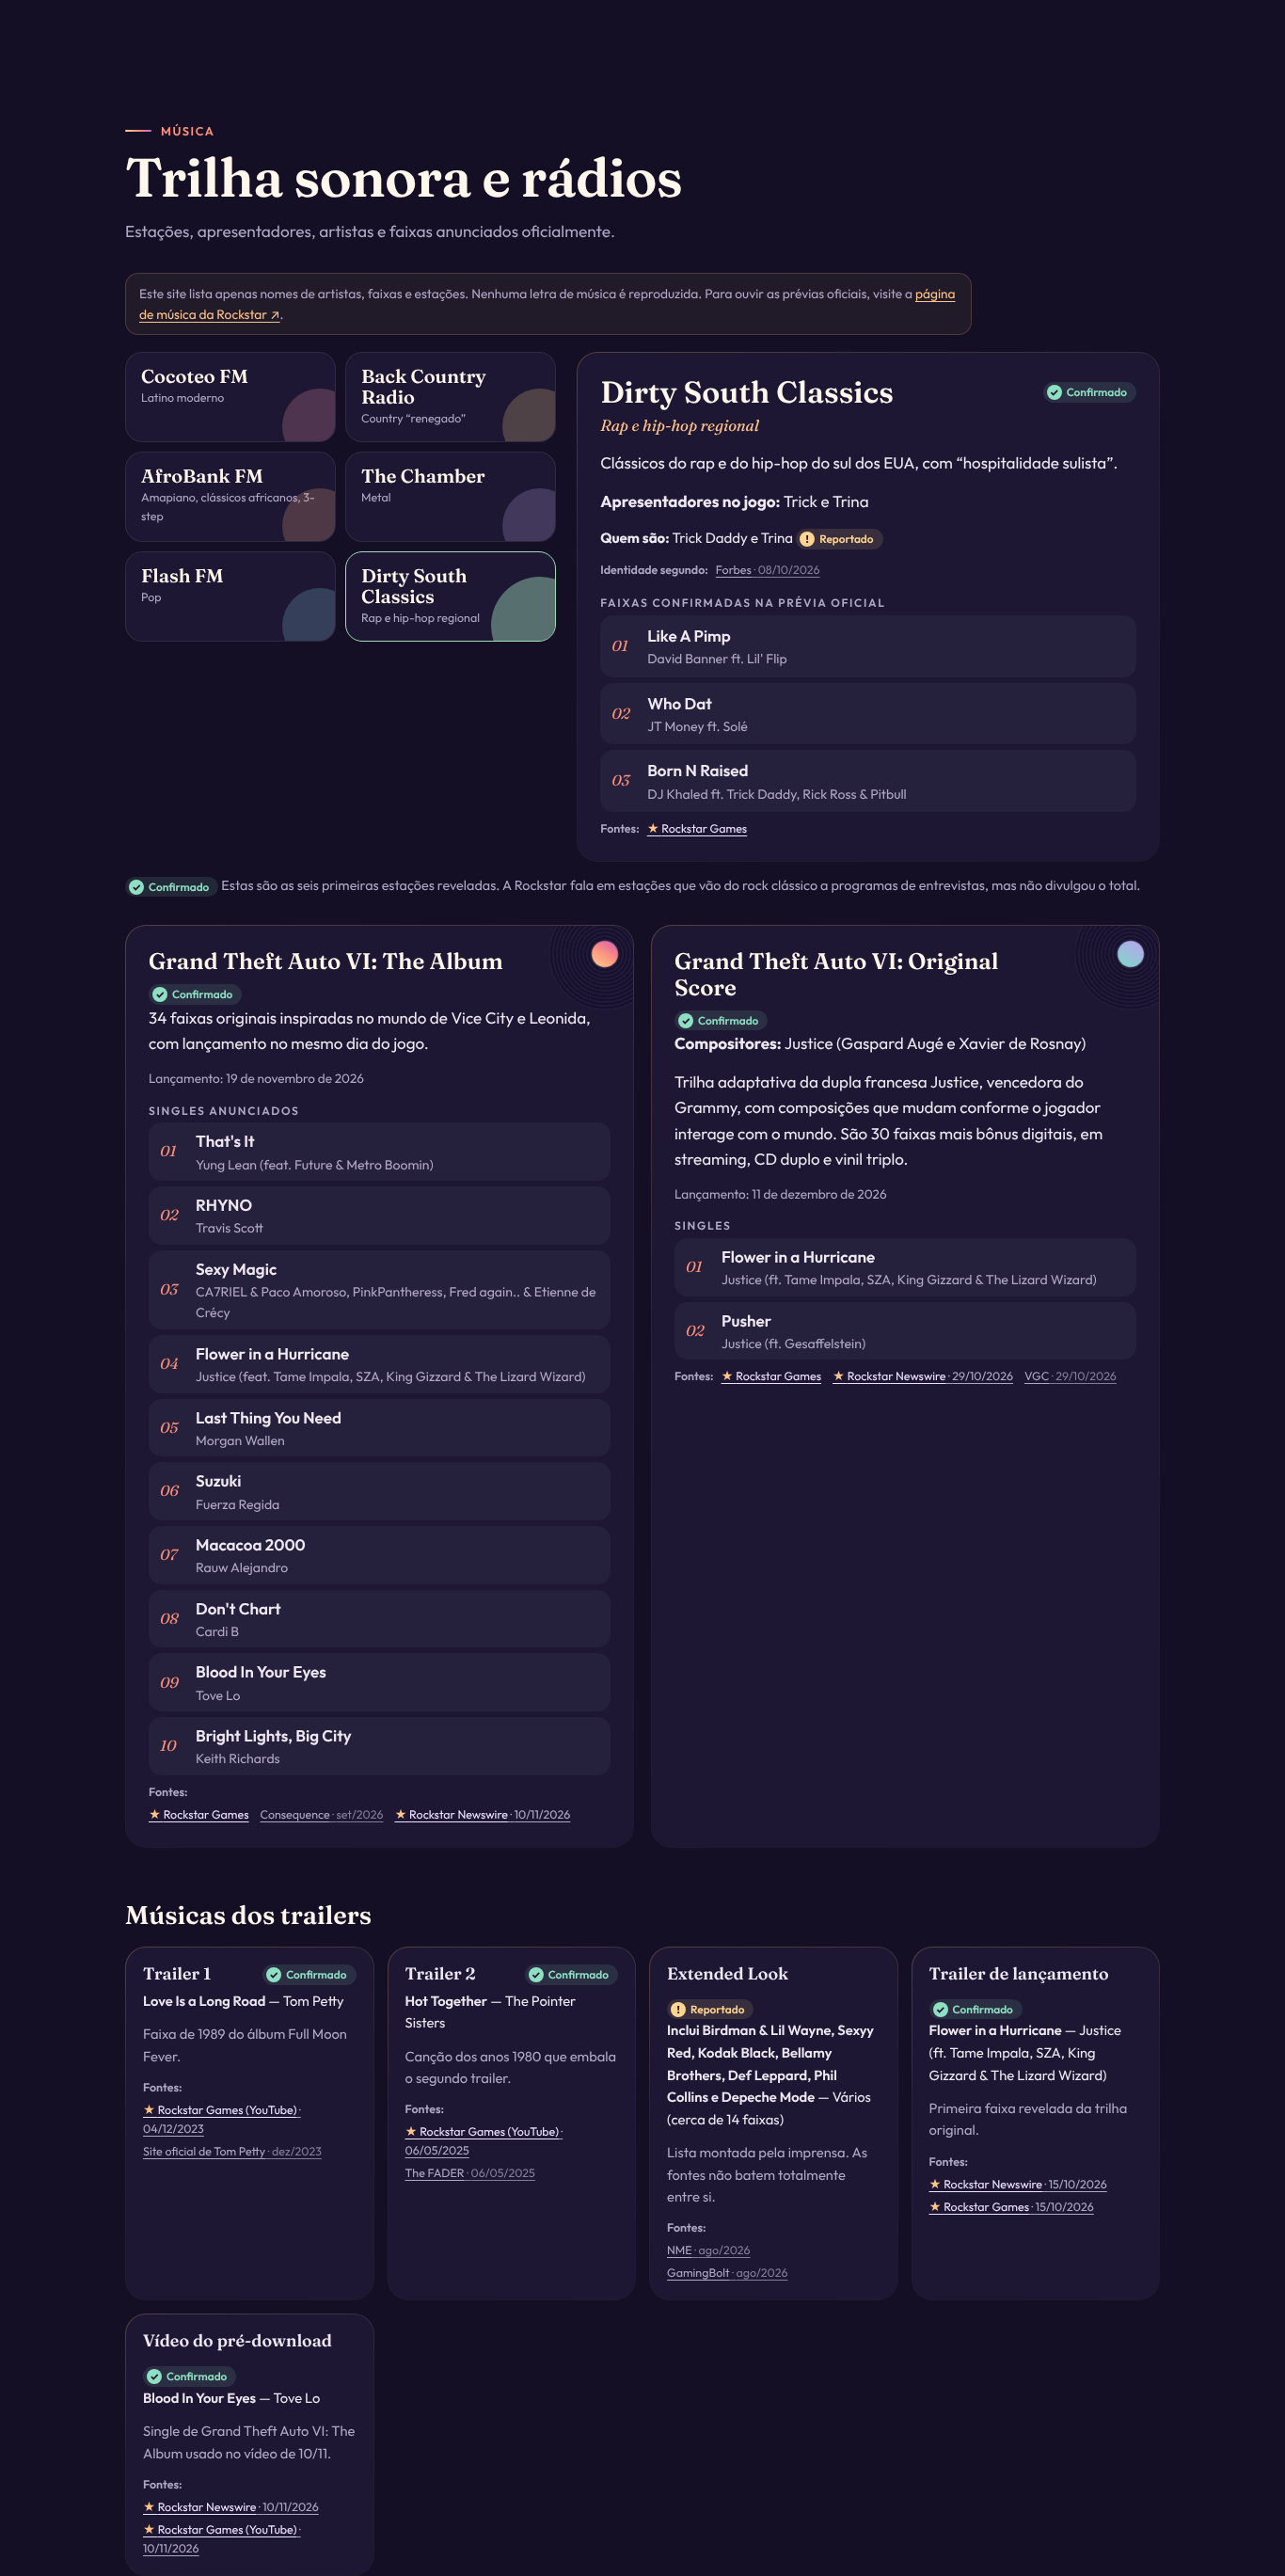 MÚSICA
Trilha sonora e rádios
Estações, apresentadores, artistas e faixas anunciados oficialmente.
Este site lista apenas nomes de artistas, faixas e estações. Nenhuma letra de música é reproduzida. Para ouvir as prévias oficiais, visite a página
de música da Rockstar ↗.
Cocoteo FM
Latino moderno
Back Country
Radio
Country “renegado”
AfroBank FM
Amapiano, clássicos africanos, 3-
step
The Chamber
Metal
Flash FM
Pop
Dirty South
Classics
Rap e hip-hop regional
Dirty South Classics
Confirmado
Rap e hip-hop regional
Clássicos do rap e do hip-hop do sul dos EUA, com “hospitalidade sulista”.
Apresentadores no jogo: Trick e Trina
Quem são: Trick Daddy e Trina ! Reportado
Identidade segundo: Forbes · 08/10/2026
FAIXAS CONFIRMADAS NA PRÉVIA OFICIAL
01
Like A Pimp
David Banner ft. Lil' Flip
02
Who Dat
JT Money ft. Solé
03
Born N Raised
DJ Khaled ft. Trick Daddy, Rick Ross & Pitbull
Fontes: ★ Rockstar Games
Confirmado Estas são as seis primeiras estações reveladas. A Rockstar fala em estações que vão do rock clássico a programas de entrevistas, mas não divulgou o total.
Grand Theft Auto VI: The Album
Confirmado
34 faixas originais inspiradas no mundo de Vice City e Leonida,
com lançamento no mesmo dia do jogo.
Lançamento: 19 de novembro de 2026
SINGLES ANUNCIADOS
01
That's It
Yung Lean (feat. Future & Metro Boomin)
02
RHYNO
Travis Scott
03
Sexy Magic
CA7RIEL & Paco Amoroso, PinkPantheress, Fred again.. & Etienne de
Crécy
04
Flower in a Hurricane
Justice (feat. Tame Impala, SZA, King Gizzard & The Lizard Wizard)
05
Last Thing You Need
Morgan Wallen
06
Suzuki
Fuerza Regida
07
Macacoa 2000
Rauw Alejandro
08
Don't Chart
Cardi B
09
Blood In Your Eyes
Tove Lo
10
Bright Lights, Big City
Keith Richards
Fontes:
★ Rockstar Games Consequence · set/2026 ★ Rockstar Newswire · 10/11/2026
Grand Theft Auto VI: Original
Score
Confirmado
Compositores: Justice (Gaspard Augé e Xavier de Rosnay)
Trilha adaptativa da dupla francesa Justice, vencedora do
Grammy, com composições que mudam conforme o jogador
interage com o mundo. São 30 faixas mais bônus digitais, em
streaming, CD duplo e vinil triplo.
Lançamento: 11 de dezembro de 2026
SINGLES
01
Flower in a Hurricane
Justice (ft. Tame Impala, SZA, King Gizzard & The Lizard Wizard)
02
Pusher
Justice (ft. Gesaffelstein)
Fontes: ★ Rockstar Games ★ Rockstar Newswire · 29/10/2026 VGC · 29/10/2026
Músicas dos trailers
Trailer 1
Confirmado
Love Is a Long Road — Tom Petty
Faixa de 1989 do álbum Full Moon
Fever.
Fontes:
★ Rockstar Games (YouTube) ·
04/12/2023
Site oficial de Tom Petty · dez/2023
Trailer 2
Confirmado
Hot Together — The Pointer
Sisters
Canção dos anos 1980 que embala
o segundo trailer.
Fontes:
★ Rockstar Games (YouTube) ·
06/05/2025
The FADER · 06/05/2025
Extended Look
! Reportado
Inclui Birdman & Lil Wayne, Sexyy
Red, Kodak Black, Bellamy
Brothers, Def Leppard, Phil
Collins e Depeche Mode — Vários
(cerca de 14 faixas)
Lista montada pela imprensa. As
fontes não batem totalmente
entre si.
Fontes:
NME · ago/2026
GamingBolt · ago/2026
Trailer de lançamento
Confirmado
Flower in a Hurricane — Justice
(ft. Tame Impala, SZA, King
Gizzard & The Lizard Wizard)
Primeira faixa revelada da trilha
original.
Fontes:
★ Rockstar Newswire · 15/10/2026
★ Rockstar Games · 15/10/2026
Vídeo do pré-download
Confirmado
Blood In Your Eyes — Tove Lo
Single de Grand Theft Auto VI: The
Album usado no vídeo de 10/11.
Fontes:
★ Rockstar Newswire · 10/11/2026
★ Rockstar Games (YouTube) ·
10/11/2026